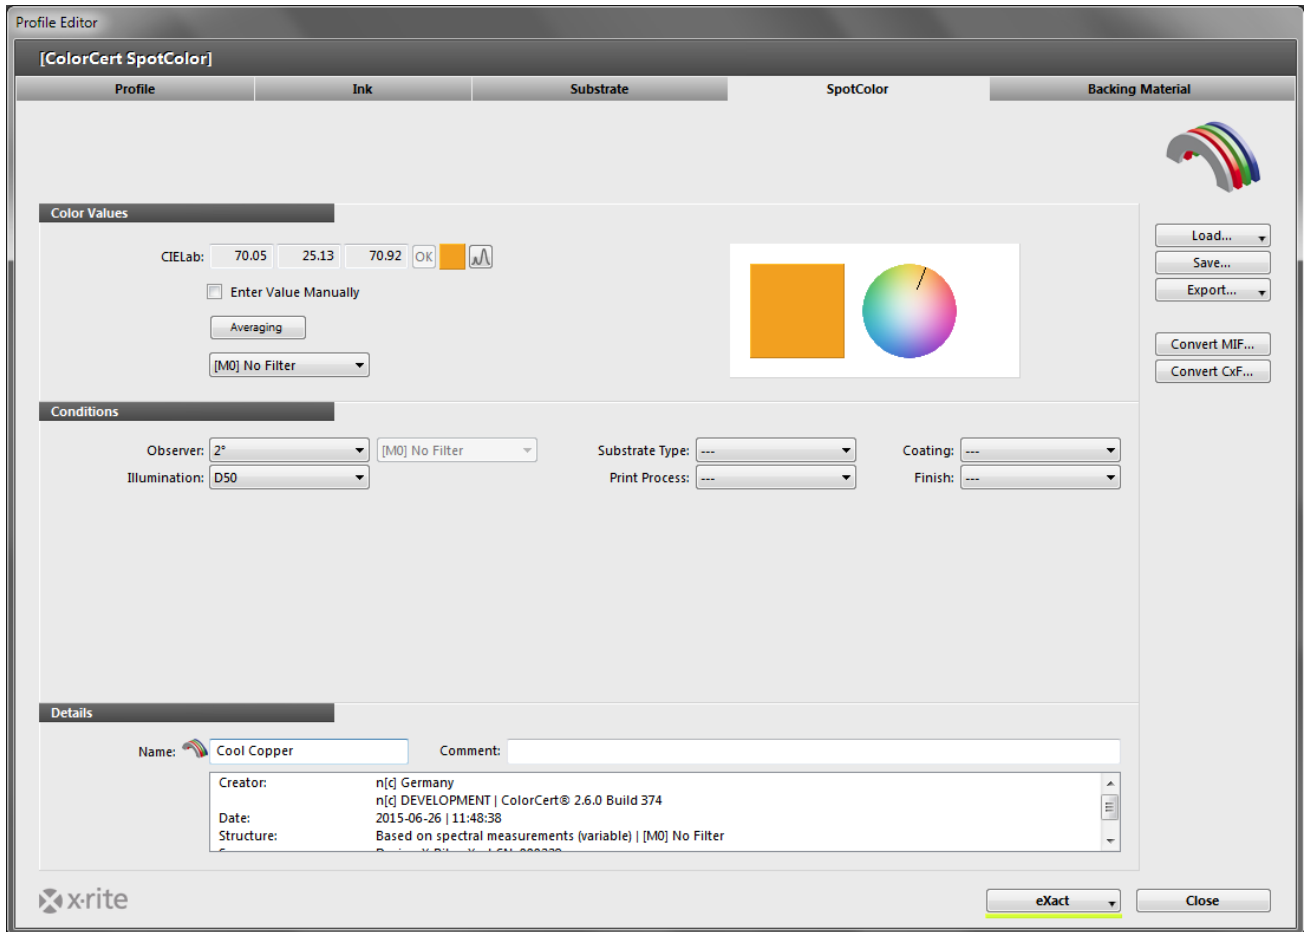 Profile Editor
[ColorCert SpotColor]
Profile Ink Substrate SpotColor Backing Material
Color Values
CIELab: 70.05 25.13 70.92 OK
Enter Value Manually
Averaging
[M0] No Filter
Load...
Save...
Export...
Convert MIF...
Convert CxF...
Conditions
Observer: 2° [M0] No Filter Substrate Type: --- Coating: ---
Illumination: D50 Print Process: --- Finish: ---
Details
Name: Cool Copper Comment:
Creator: n[c] Germany
n[c] DEVELOPMENT | ColorCert® 2.6.0 Build 374
Date: 2015-06-26 | 11:48:38
Structure: Based on spectral measurements (variable) | [M0] No Filter
x·rite eXact Close